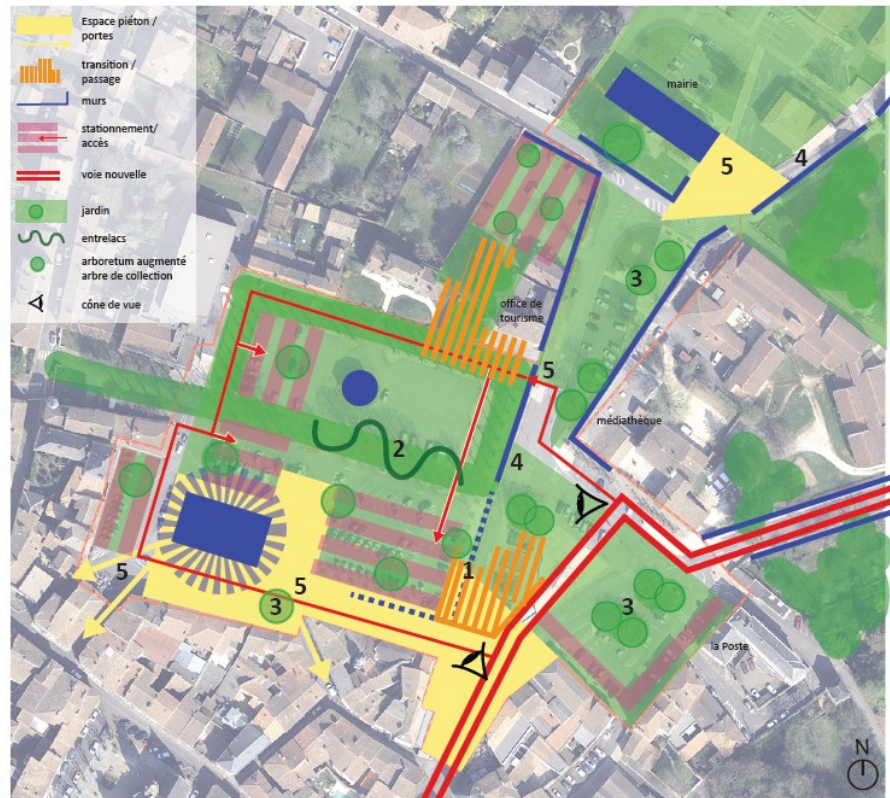 Espace piéton /
portes
transition /
passage
murs
stationnement/
accès
voie nouvelle
jardin
entrelacs
arboretum augmenté
arbre de collection
cône de vue
mairie
5
4
3
office de
tourisme
5
médiathèque
2
4
5
5
1
3
3
la Poste
N